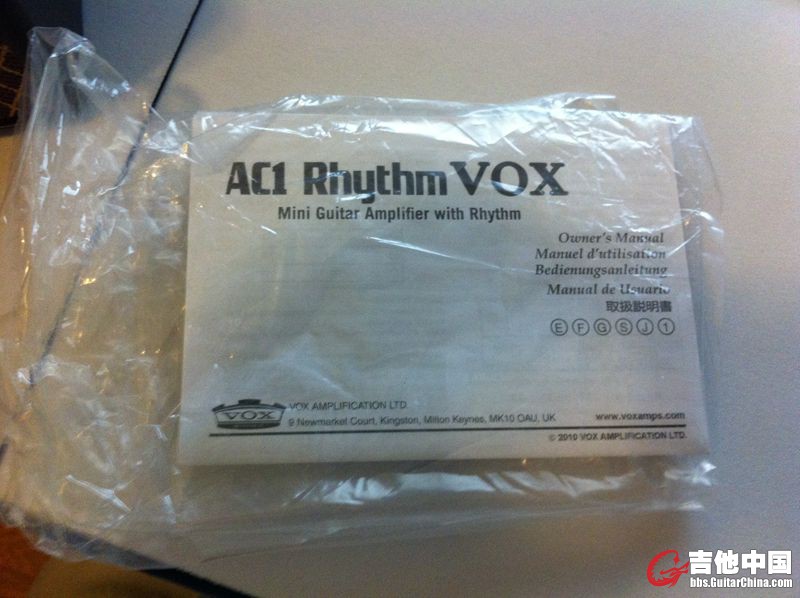 AC1 Rhythm VOX
Mini Guitar Amplifier with Rhythm
Owner's Manual
Manuel d'utilisation
Bedienungsanleitung
Manual de Usuario
取扱説明書
E F G S J 1
VOX
VOX AMPLIFICATION LTD
9 Newmarket Court, Kingston, Milton Keynes, MK10 OAU, UK www.voxamps.com
© 2010 VOX AMPLIFICATION LTD.
吉他中国
bbs.GuitarChina.com